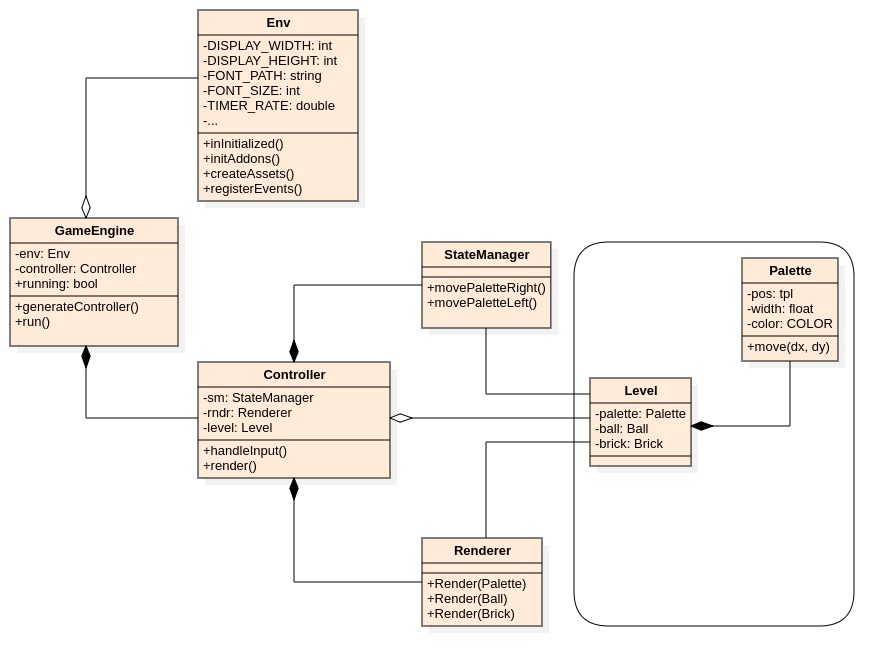 Env
-DISPLAY_WIDTH: int
-DISPLAY_HEIGHT: int
-FONT_PATH: string
-FONT_SIZE: int
-TIMER_RATE: double
-...
+inInitialized()
+initAddons()
+createAssets()
+registerEvents()
GameEngine
-env: Env
-controller: Controller
+running: bool
+generateController()
+run()
StateManager
+movePaletteRight()
+movePaletteLeft()
Palette
-pos: tpl
-width: float
-color: COLOR
+move(dx, dy)
Controller
-sm: StateManager
-rndr: Renderer
-level: Level
+handleInput()
+render()
Level
-palette: Palette
-ball: Ball
-brick: Brick
Renderer
+Render(Palette)
+Render(Ball)
+Render(Brick)